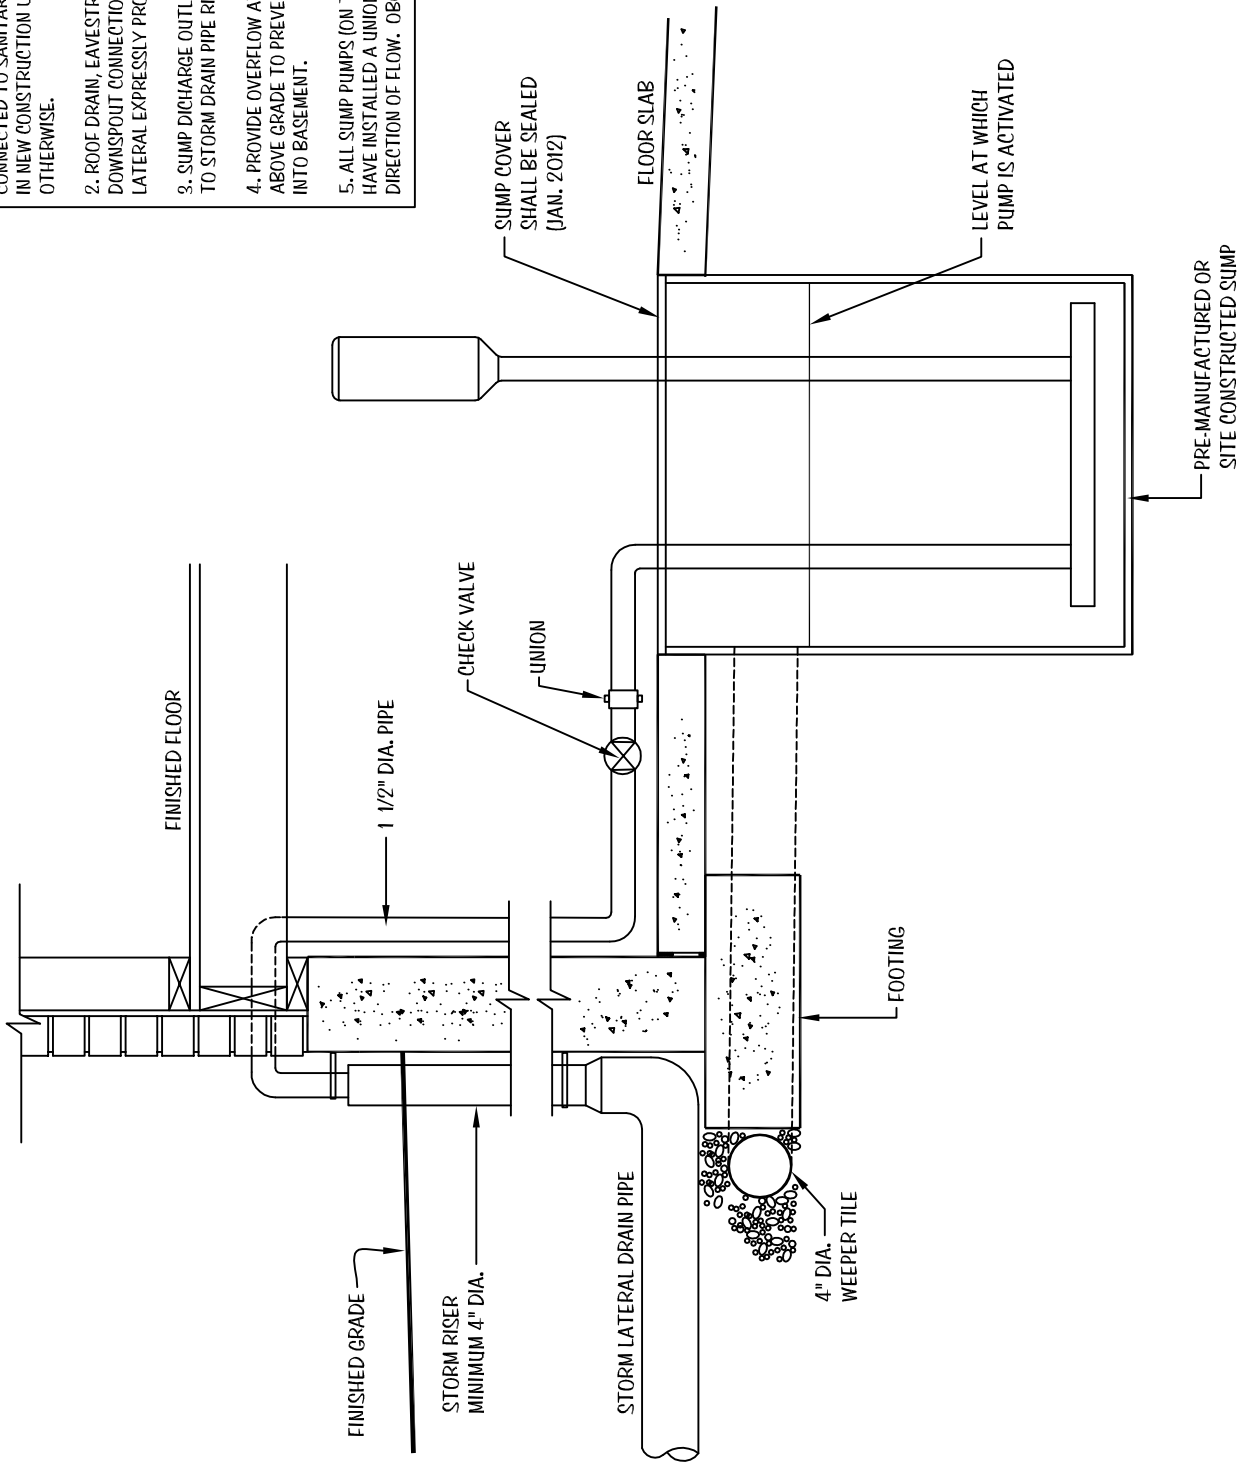 CONNECTED TO SANITAR
IN NEW CONSTRUCTION U
OTHERWISE.
2. ROOF DRAIN, EAVESTR
DOWNSPOUT CONNECTIO
LATERAL EXPRESSLY PRO
3. SUMP DICHARGE OUTL
TO STORM DRAIN PIPE RI
4. PROVIDE OVERFLOW A
ABOVE GRADE TO PREVE
INTO BASEMENT.
5. ALL SUMP PUMPS (ON
HAVE INSTALLED A UNION
DIRECTION OF FLOW. OB
FINISHED FLOOR
1 1/2" DIA. PIPE
CHECK VALVE
UNION
SUMP COVER
SHALL BE SEALED
(JAN. 2012)
FLOOR SLAB
LEVEL AT WHICH
PUMP IS ACTIVATED
PRE-MANUFACTURED OR
SITE CONSTRUCTED SUMP
FINISHED GRADE
STORM RISER
MINIMUM 4" DIA.
STORM LATERAL DRAIN PIPE
4" DIA.
WEEPER TILE
FOOTING